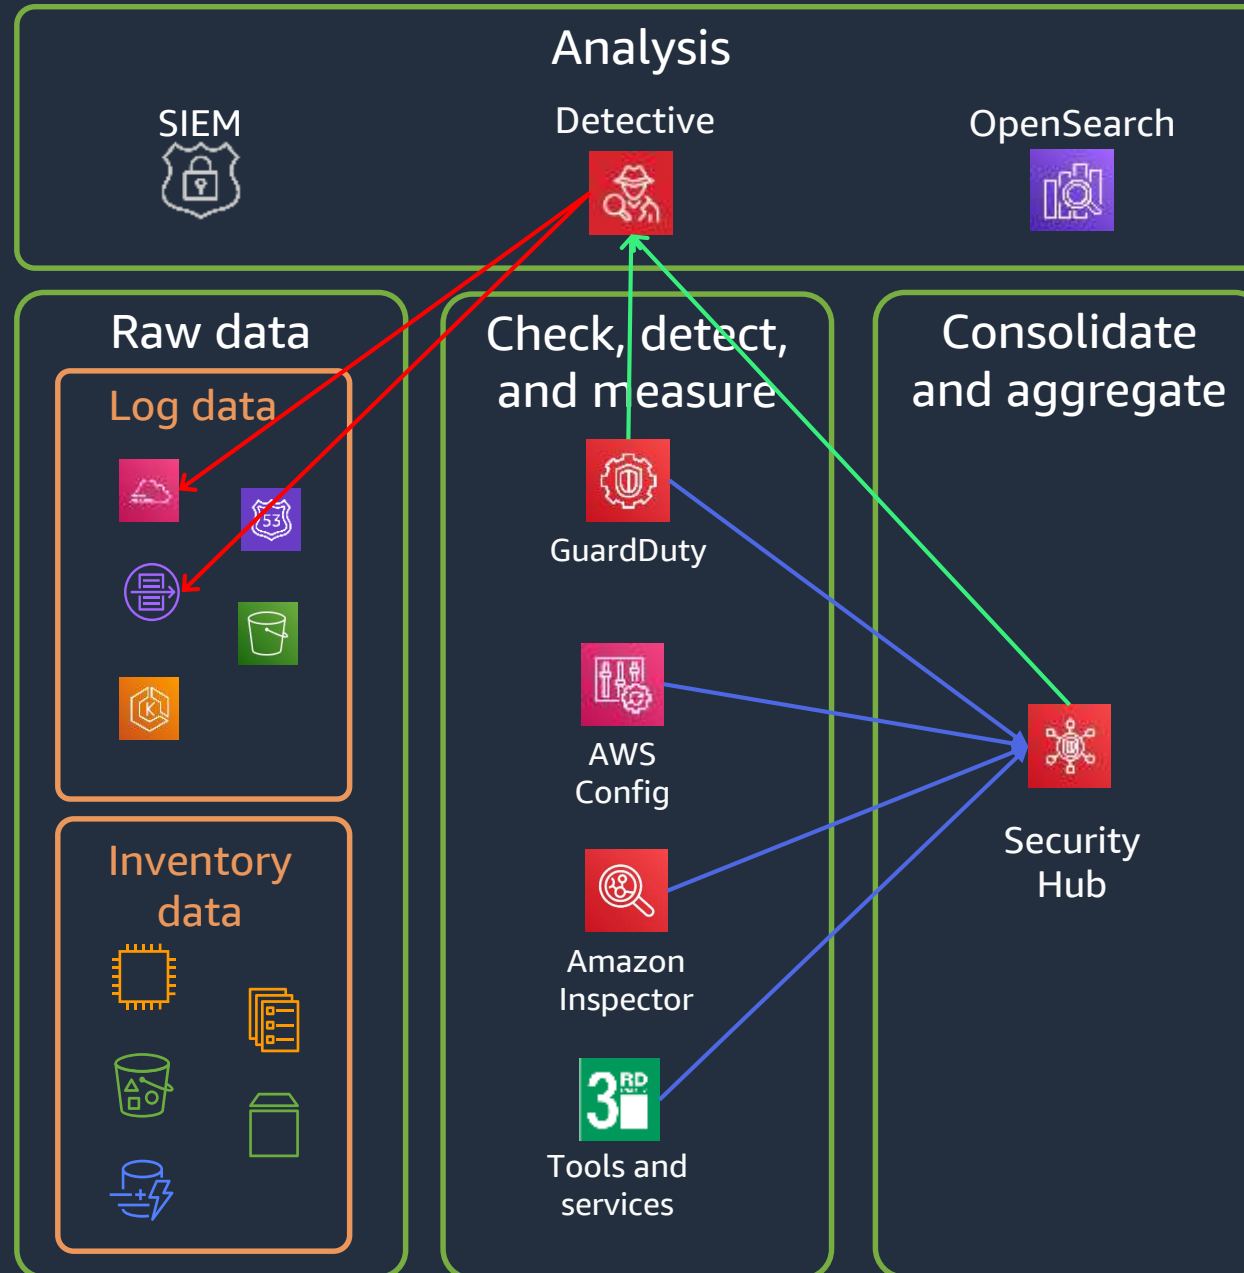 Analysis
SIEM
Detective
OpenSearch
Raw data
Log data
53
K
Inventory
data
Check, detect,
and measure
GuardDuty
AWS
Config
Amazon
Inspector
3RD
Tools and
services
Consolidate
and aggregate
Security
Hub